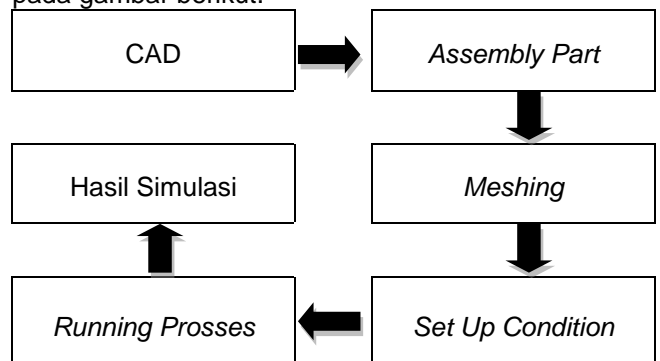 pada gambar berikut:
CAD
Assembly Part
Hasil Simulasi
Meshing
Running Prosses
Set Up Condition